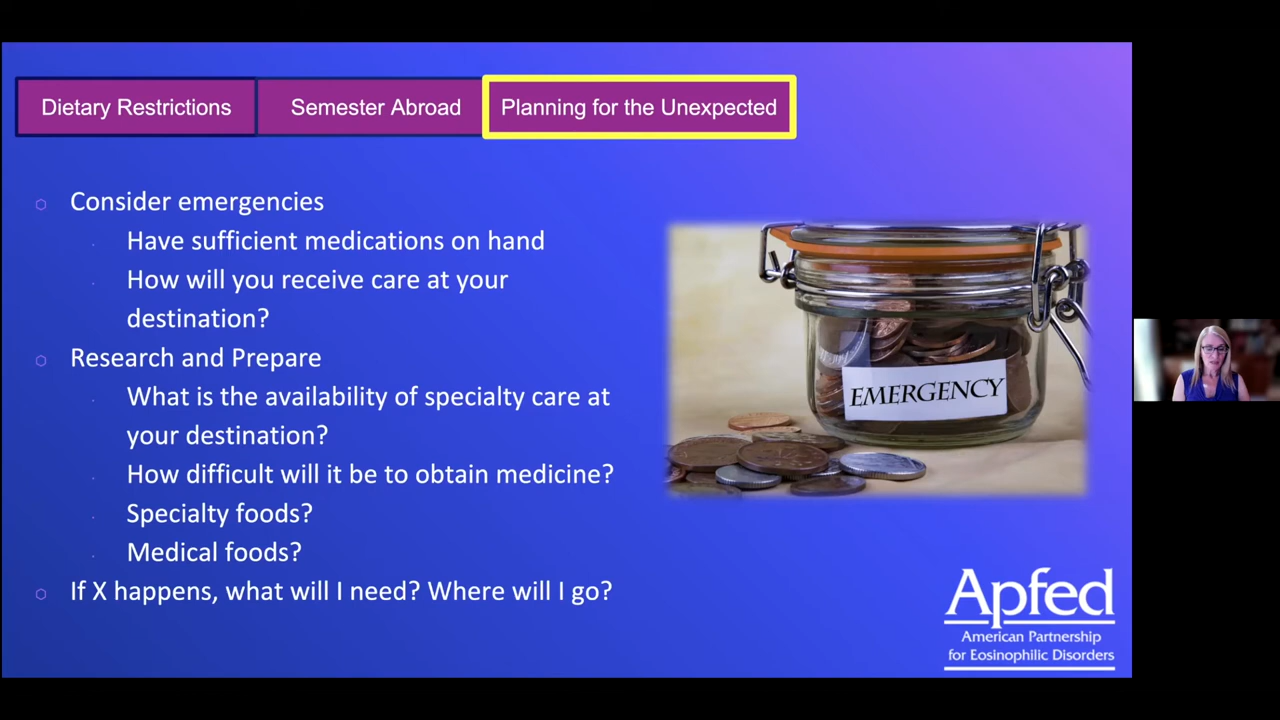 Dietary Restrictions
Semester Abroad
Planning for the Unexpected
Consider emergencies
Have sufficient medications on hand
How will you receive care at your
destination?
Research and Prepare
What is the availability of specialty care at
your destination?
How difficult will it be to obtain medicine?
Specialty foods?
Medical foods?
If X happens, what will I need? Where will I go?
EMERGENCY
Apfed
American Partnership
for Eosinophilic Disorders